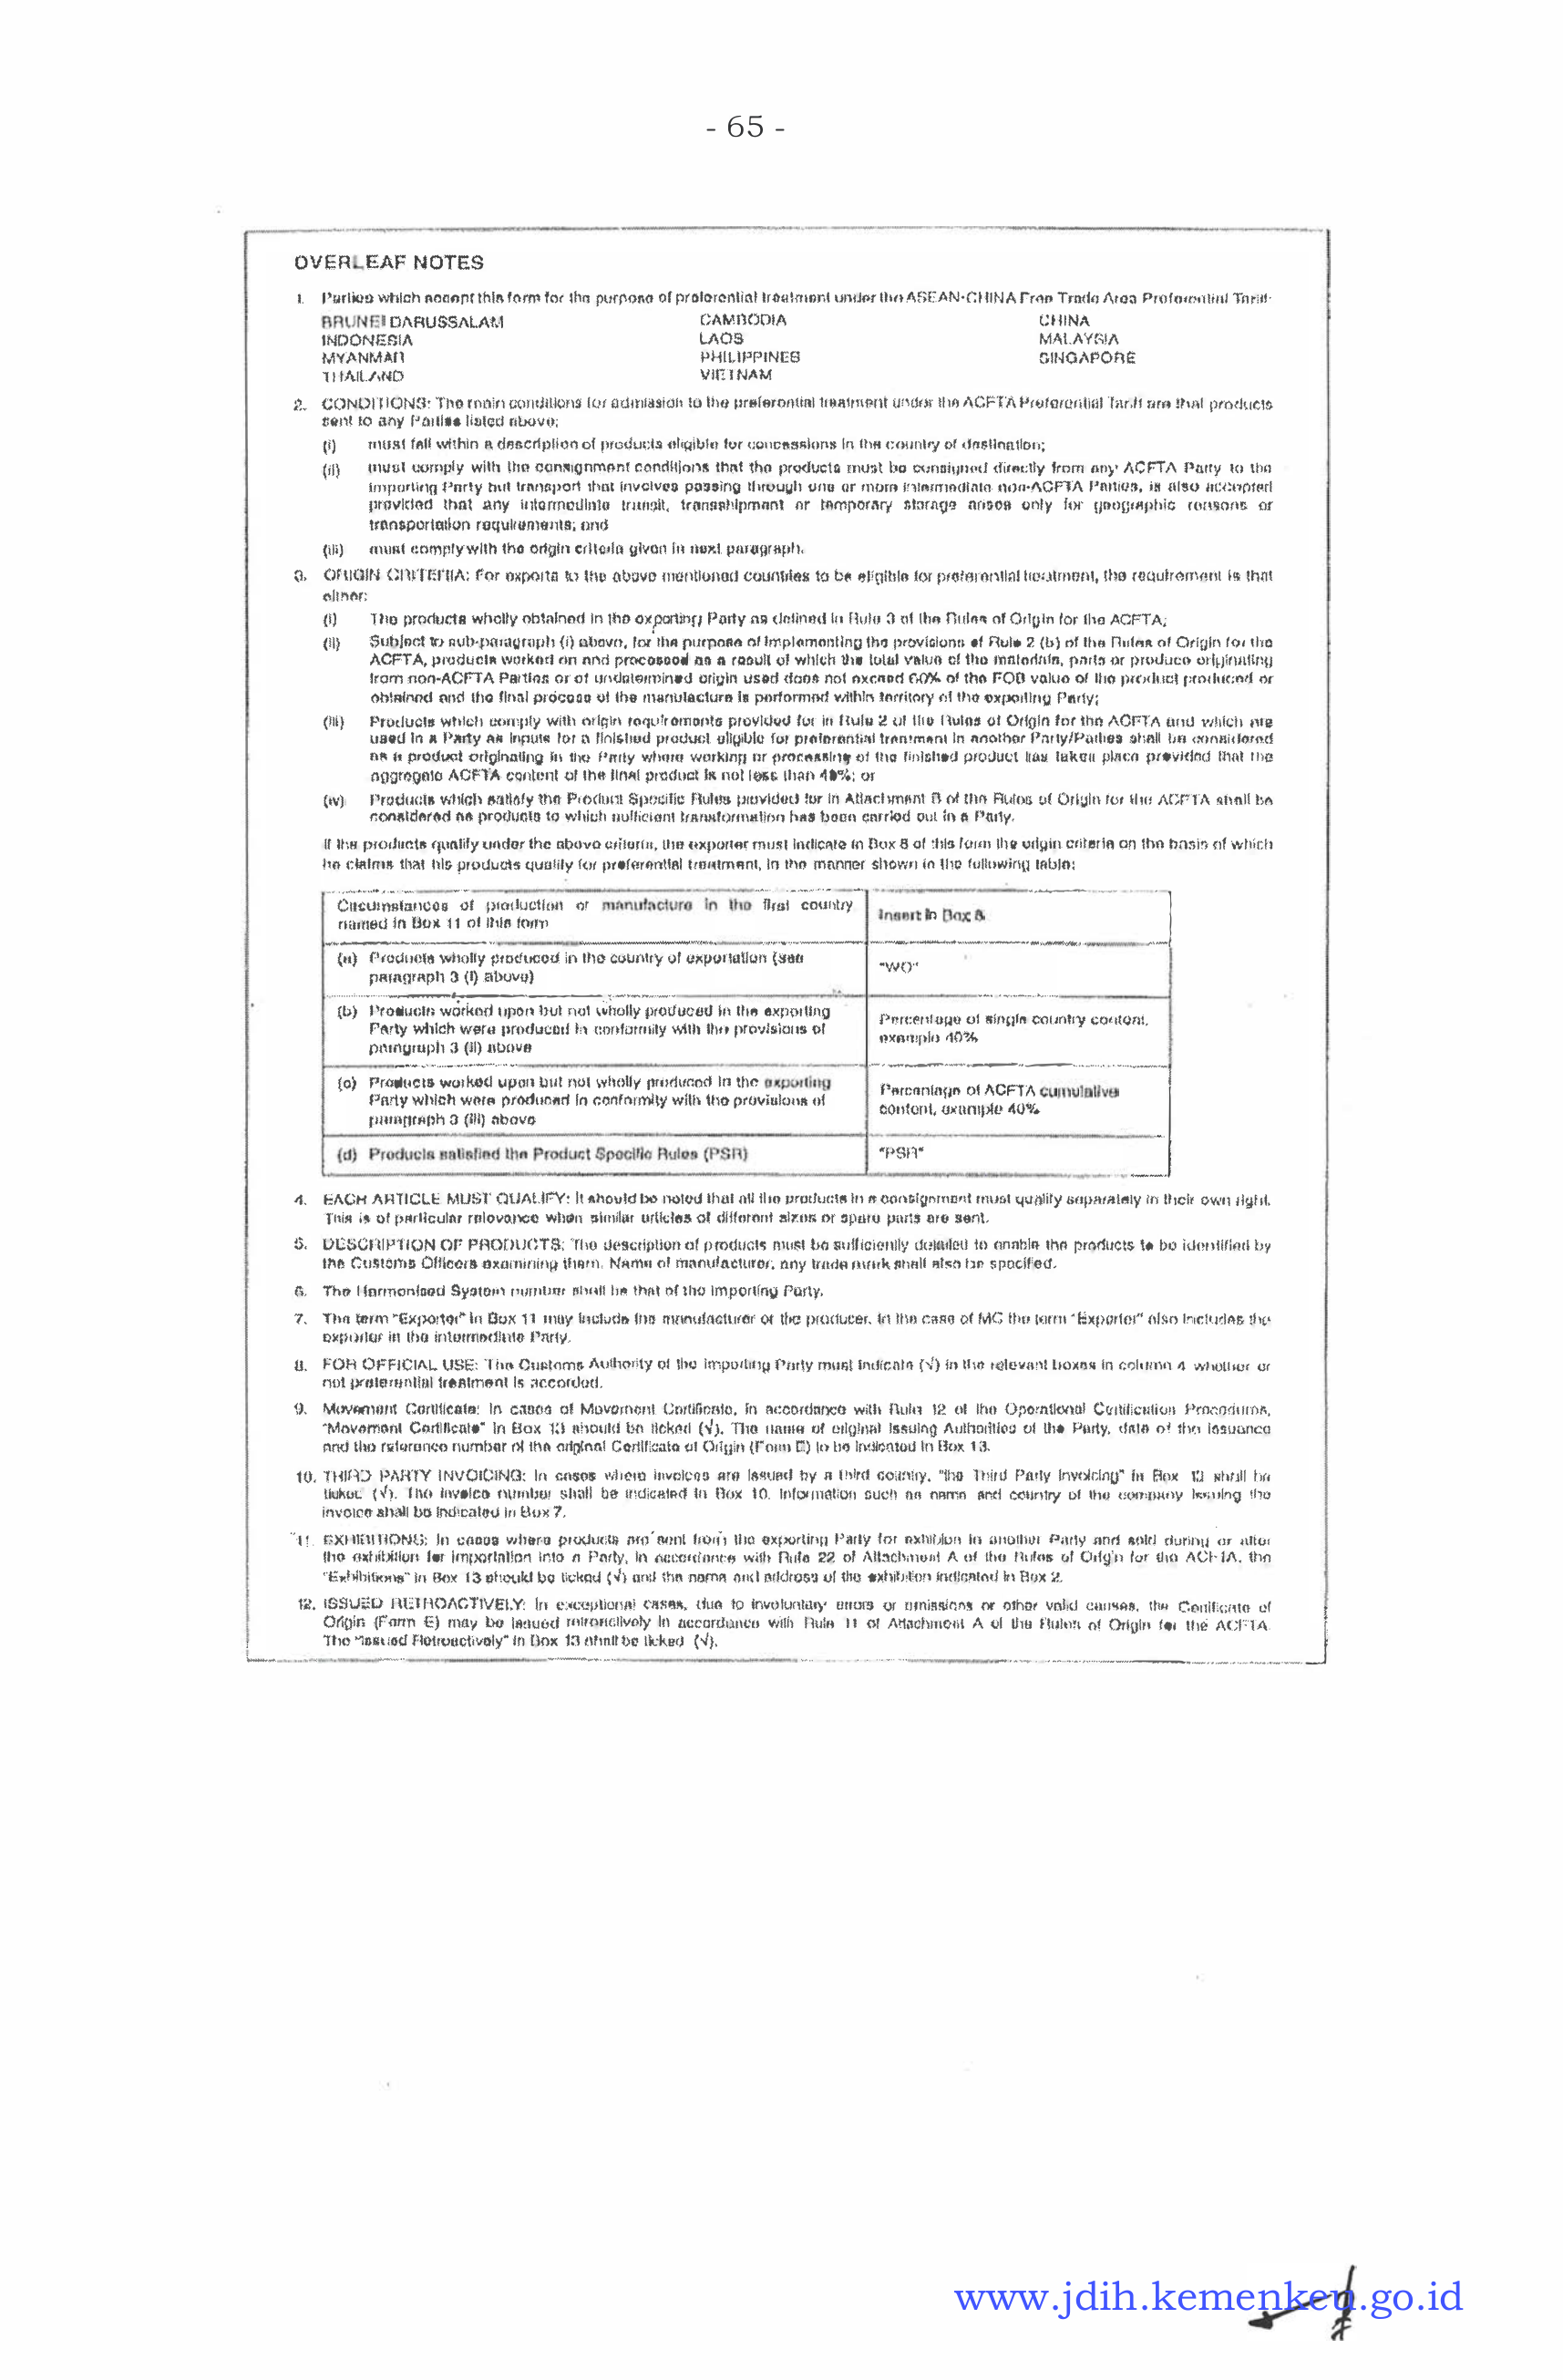 - 65 -
OVERLEAF NOTES
1. Parties which accept this form for the purpose of preferential treatment under the ASEAN-CHINA Free Trade Area Preferential Tariff:
BRUNEI DARUSSALAM CAMBODIA CHINA
INDONESIA LAOS MALAYSIA
MYANMAR PHILIPPINES SINGAPORE
THAILAND VIETNAM
2. CONDITIONS: The main conditions for admission to the preferential treatment under the ACFTA Preferential Tariff are that products
sent to any Parties listed above:
(i) must fall within a description of products eligible for concessions in the country of destination;
(ii) must comply with the consignment conditions that the products must be consigned directly from any ACFTA Party to the
importing Party but transport that involves passing through one or more intermediate non-ACFTA Parties, is also accepted
provided that any intermediate transit, transshipment or temporary storage arises only for geographic reasons or
transportation requirements; and
(iii) must comply with the origin criteria given in next paragraph.
3. ORIGIN CRITERIA: For exports to the above mentioned countries to be eligible for preferential treatment, the requirement is that
either:
(i) The products wholly obtained in the exporting Party as defined in Rule 3 of the Rules of Origin for the ACFTA;
(ii) Subject to sub-paragraph (i) above, for the purpose of implementing the provisions of Rule 2 (b) of the Rules of Origin for the
ACFTA, products worked on and processed as a result of which the total value of the materials, parts or produce originating
from non-ACFTA Parties or of undetermined origin used does not exceed 60% of the FOB value of the product produced or
obtained and the final process of the manufacture is performed within territory of the exporting Party;
(iii) Products which comply with origin requirements provided for in Rule 2 of the Rules of Origin for the ACFTA and which are
used in a Party as inputs for a finished product eligible for preferential treatment in another Party/Parties shall be considered
as a product originating in the Party where working or processing of the finished product has taken place provided that the
aggregate ACFTA content of the final product is not less than 40%; or
(iv) Products which satisfy the Product Specific Rules provided for in Attachment B of the Rules of Origin for the ACFTA shall be
considered as products to which sufficient transformation has been carried out in a Party.
If the products qualify under the above criteria, the exporter must indicate in Box 8 of this form the origin criteria on the basis of which
he claims that his products qualify for preferential treatment, in the manner shown in the following table:
Circumstances of production or manufacture in the first country
named in Box 11 of this form
Insert in Box 8
(a) Products wholly produced in the country of exportation (see
paragraph 3 (i) above)
"WO"
(b) Products worked upon but not wholly produced in the exporting
Party which were produced in conformity with the provisions of
paragraph 3 (ii) above
Percentage of single country content,
example 40%
(c) Products worked upon but not wholly produced in the exporting
Party which were produced in conformity with the provisions of
paragraph 3 (iii) above
Percentage of ACFTA cumulative
content, example 40%
(d) Products satisfied the Product Specific Rules (PSR)
"PSR"
4. EACH ARTICLE MUST QUALIFY: It should be noted that all the products in a consignment must qualify separately in their own right.
This is of particular relevance when similar articles of different sizes or spare parts are sent.
5. DESCRIPTION OF PRODUCTS: The description of products must be sufficiently detailed to enable the products to be identified by
the Customs Officers examining them. Name of manufacturer, any trade mark shall also be specified.
6. The Harmonised System number shall be that of the importing Party.
7. The term "Exporter" in Box 11 may include the manufacturer or the producer. In the case of MC the term "Exporter" also includes the
exporter in the intermediate Party.
8. FOR OFFICIAL USE: The Customs Authority of the importing Party must indicate (√) in the relevant boxes in column 4 whether or
not preferential treatment is accorded.
9. Movement Certificate: In cases of Movement Certificate, in accordance with Rule 12 of the Operational Certification Procedures,
"Movement Certificate" in Box 13 should be ticked (√). The name of original Issuing Authorities of the Party, date of the issuance
and the reference number of the original Certificate of Origin (Form E) to be indicated in Box 13.
10. THIRD PARTY INVOICING: In cases where invoices are issued by a third country, "the Third Party Invoicing" in Box 13 shall be
ticked (√). The invoice number shall be indicated in Box 10. Information such as name and country of the company issuing the
invoice shall be indicated in Box 7.
11. EXHIBITIONS: In cases where products are sent from the exporting Party for exhibition in another Party and sold during or after
the exhibition for importation into a Party, in accordance with Rule 22 of Attachment A of the Rules of Origin for the ACFTA, the
"Exhibitions" in Box 13 should be ticked (√) and the name and address of the exhibition indicated in Box 2.
12. ISSUED RETROACTIVELY: In exceptional cases, due to involuntary errors or omissions or other valid causes, the Certificate of
Origin (Form E) may be issued retroactively in accordance with Rule 11 of Attachment A of the Rules of Origin for the ACFTA.
The "Issued Retroactively" in Box 13 shall be ticked (√).
www.jdih.kemenkeu.go.id